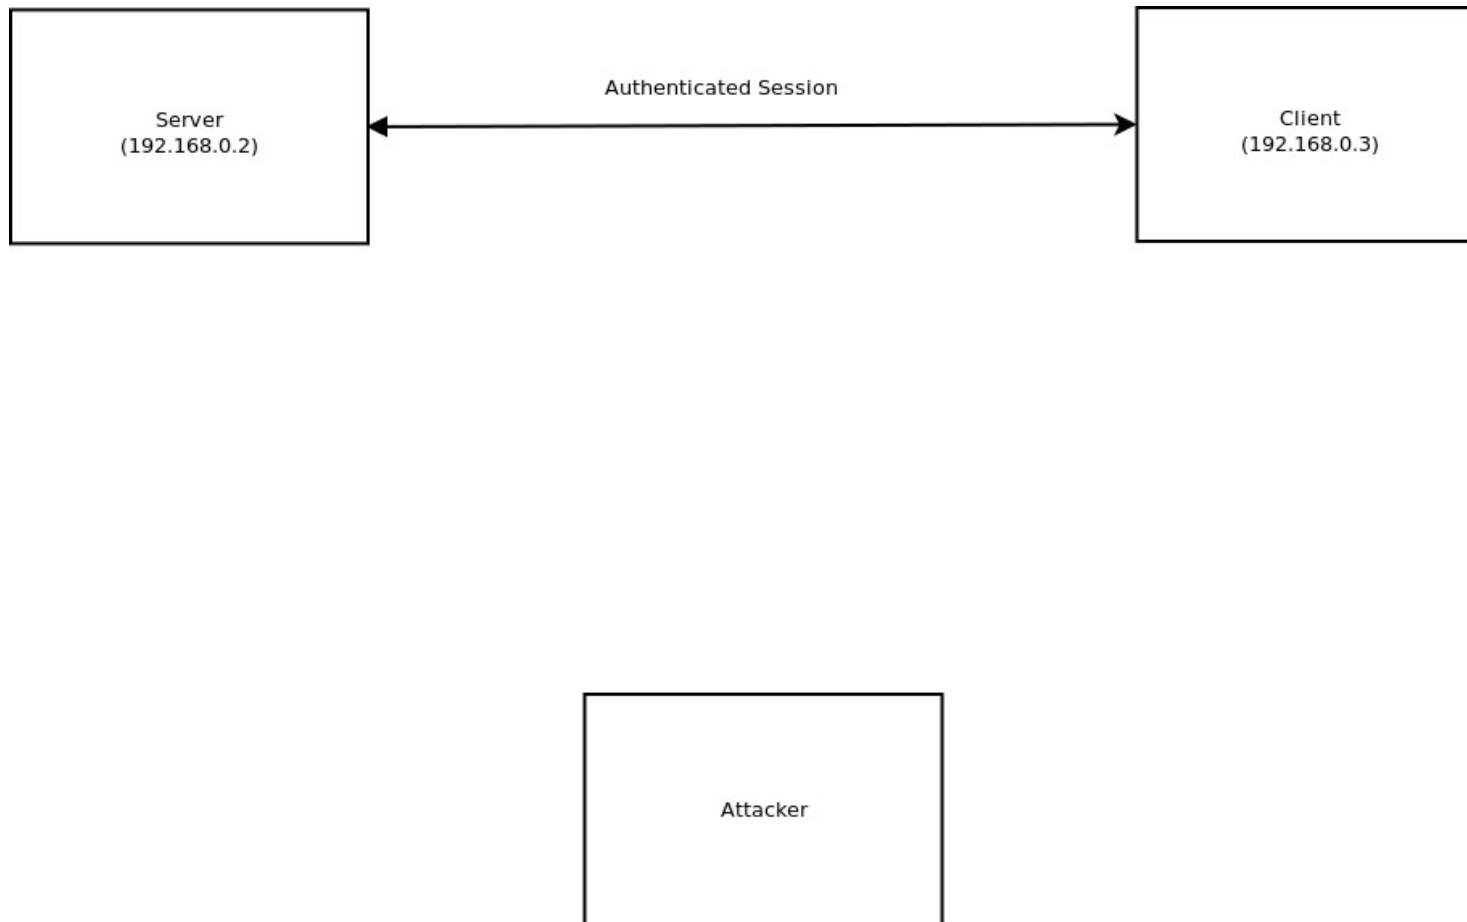 Authenticated Session
Server
(192.168.0.2)
Client
(192.168.0.3)
Attacker